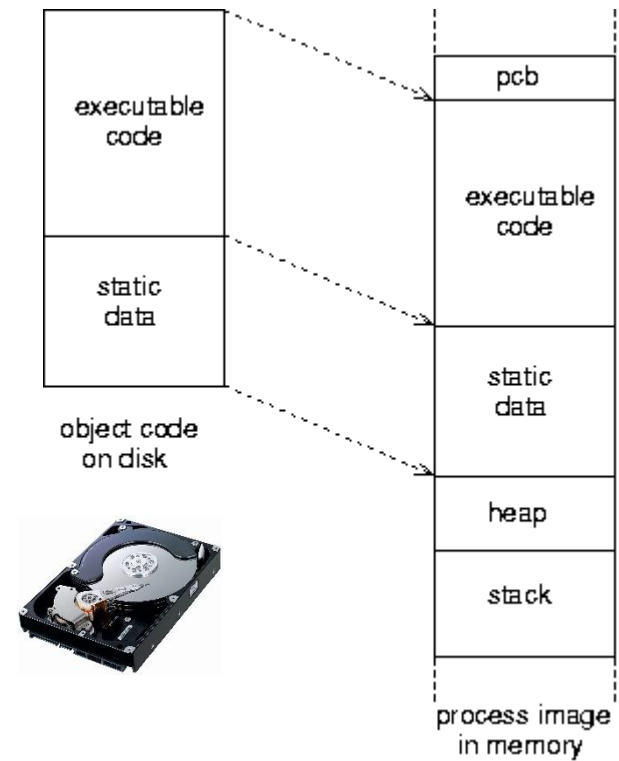 executable
code
static
data
object code
on disk
pcb
executable
code
static
data
heap
stack
process image
in memory